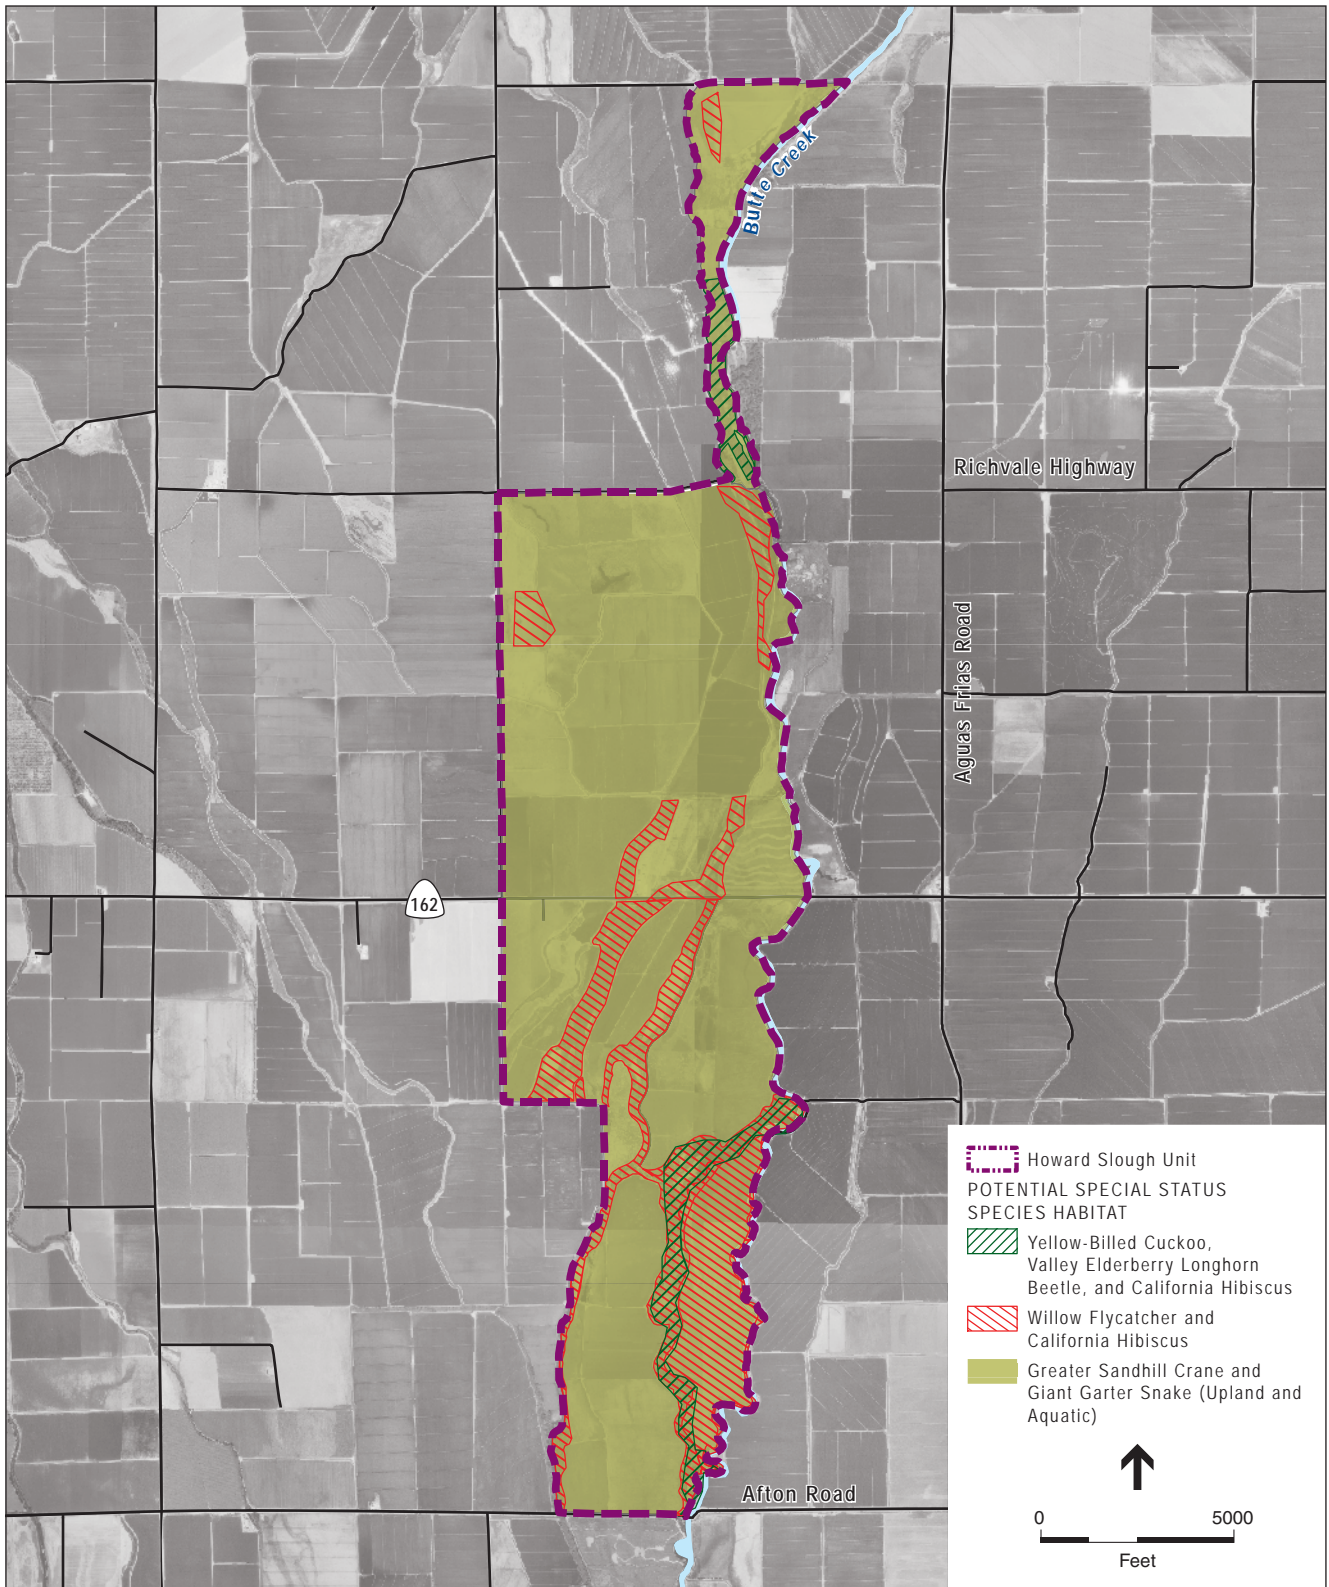 Butte Creek
Richvale Highway
Aguas Frias Road
162
Afton Road
Howard Slough Unit
POTENTIAL SPECIAL STATUS
SPECIES HABITAT
Yellow-Billed Cuckoo,
Valley Elderberry Longhorn
Beetle, and California Hibiscus
Willow Flycatcher and
California Hibiscus
Greater Sandhill Crane and
Giant Garter Snake (Upland and
Aquatic)
0 5000
Feet